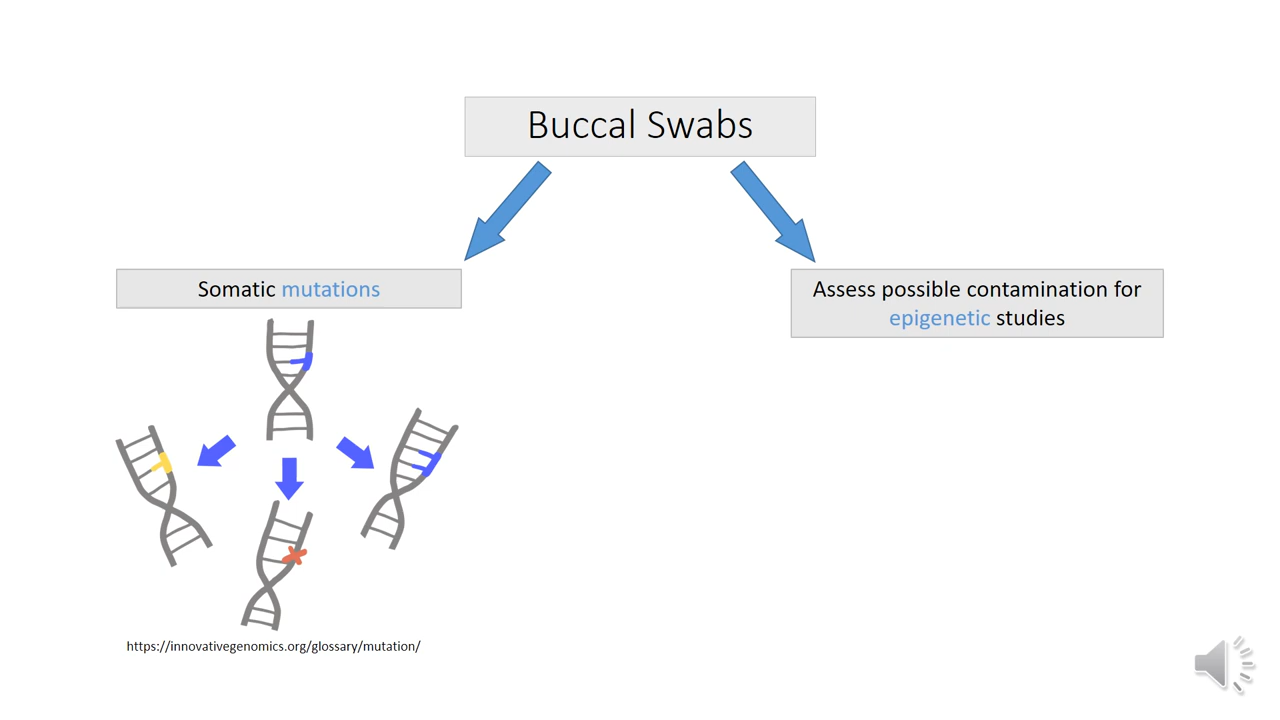 Buccal Swabs
Somatic mutations
Assess possible contamination for
epigenetic studies
https://innovativegenomics.org/glossary/mutation/